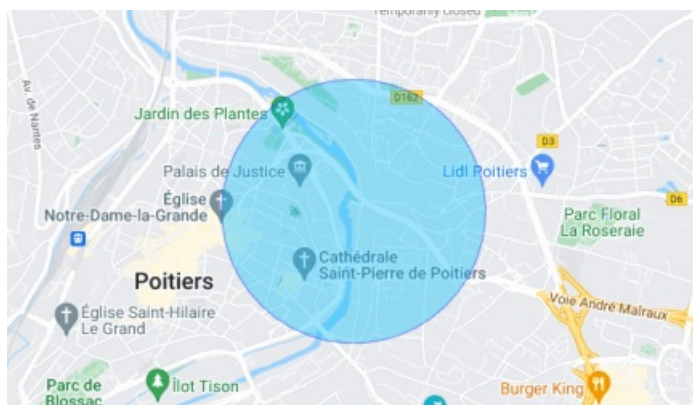 Temporarily closed
Av. de Nantes
D162
Jardin des Plantes
D3
Palais de Justice
Lidl Poitiers
D6
Église
Notre-Dame-la-Grande
Parc Floral
La Roseraie
Cathédrale
Saint-Pierre de Poitiers
Poitiers
Voie André Malraux
Église Saint-Hilaire
Le Grand
Parc de
Blossac
Îlot Tison
Burger King